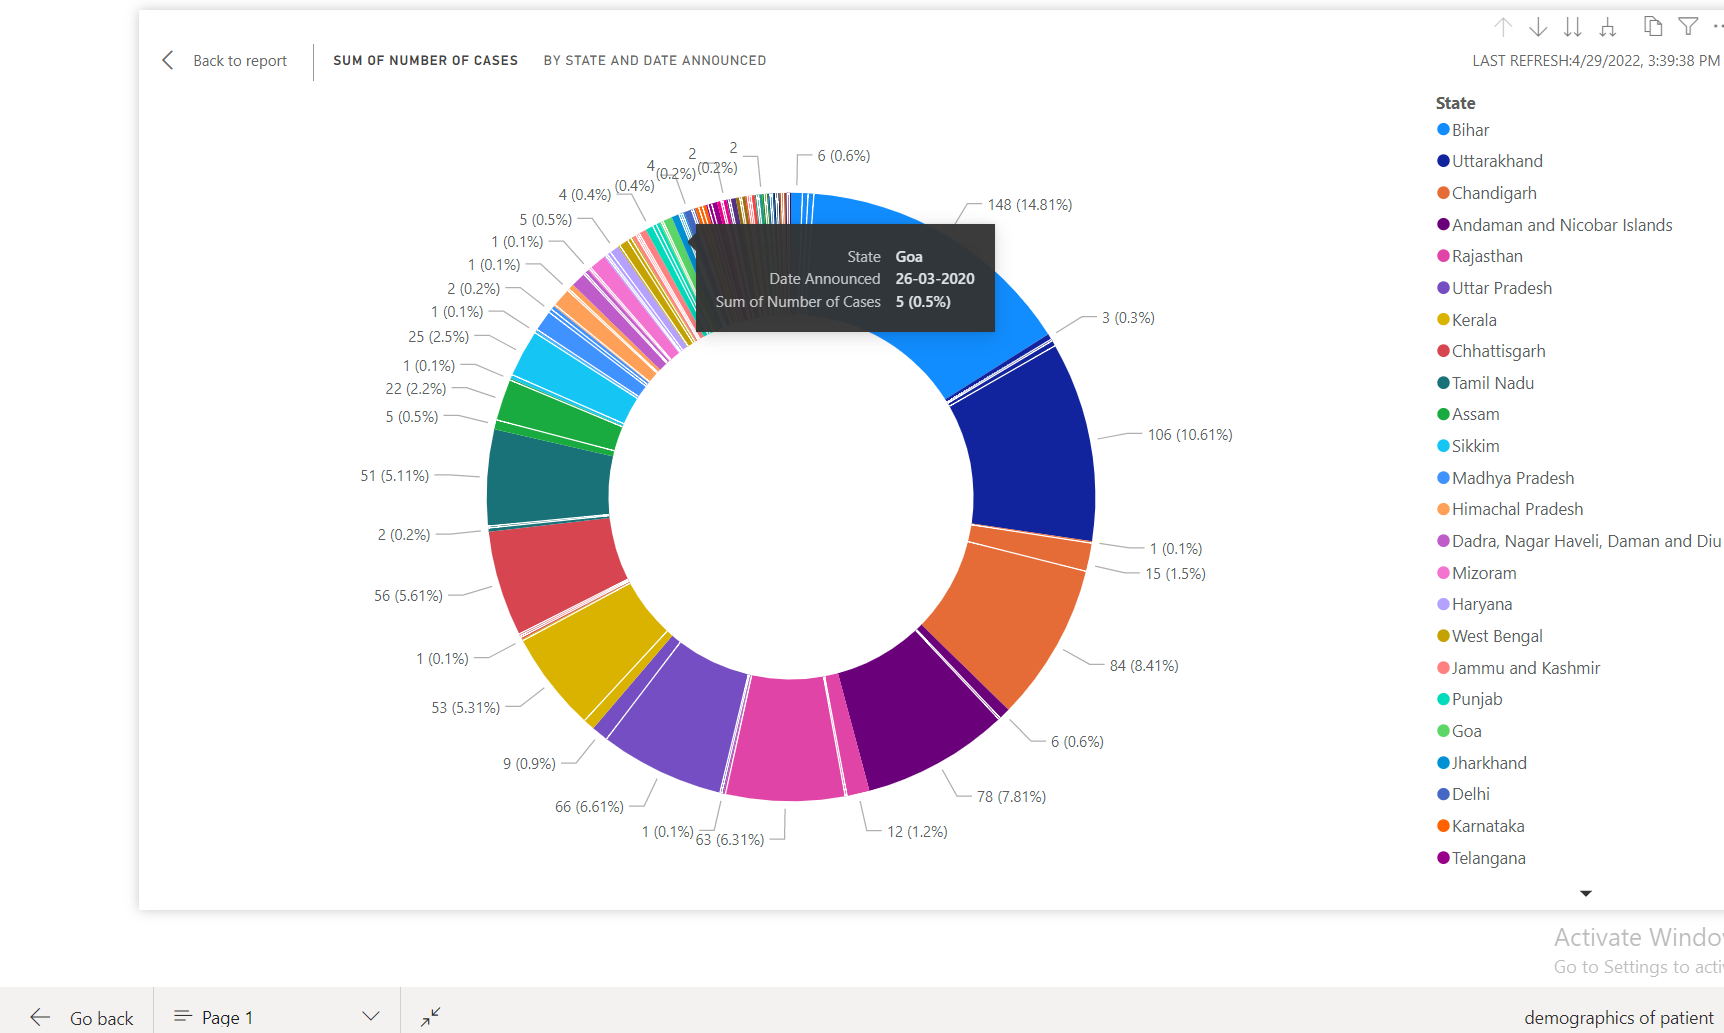 Back to report
SUM OF NUMBER OF CASES
BY STATE AND DATE ANNOUNCED
LAST REFRESH:4/29/2022, 3:39:38 PM
2
2
6 (0.6%)
4
(0.2%)
(0.2%)
(0.4%)
4 (0.4%)
148 (14.81%)
5 (0.5%)
1 (0.1%)
1 (0.1%)
2 (0.2%)
1 (0.1%)
25 (2.5%)
1 (0.1%)
22 (2.2%)
5 (0.5%)
51 (5.11%)
2 (0.2%)
56 (5.61%)
1 (0.1%)
53 (5.31%)
9 (0.9%)
66 (6.61%)
1 (0.1%)
63 (6.31%)
12 (1.2%)
78 (7.81%)
6 (0.6%)
84 (8.41%)
15 (1.5%)
1 (0.1%)
106 (10.61%)
3 (0.3%)
State Goa
Date Announced 26-03-2020
Sum of Number of Cases 5 (0.5%)
State
Bihar
Uttarakhand
Chandigarh
Andaman and Nicobar Islands
Rajasthan
Uttar Pradesh
Kerala
Chhattisgarh
Tamil Nadu
Assam
Sikkim
Madhya Pradesh
Himachal Pradesh
Dadra, Nagar Haveli, Daman and Diu
Mizoram
Haryana
West Bengal
Jammu and Kashmir
Punjab
Goa
Jharkhand
Delhi
Karnataka
Telangana
Activate Windo
Go to Settings to acti
Go back
Page 1
demographics of patient